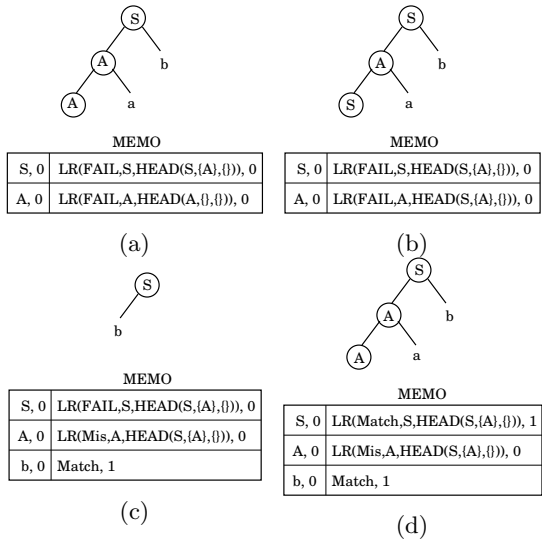 S
A
b
A
a
MEMO
S, 0 LR(FAIL,S,HEAD(S,{A},{})), 0
A, 0 LR(FAIL,A,HEAD(A,{},{})), 0
(a)
S
A
b
S
a
MEMO
S, 0 LR(FAIL,S,HEAD(S,{A},{})), 0
A, 0 LR(FAIL,A,HEAD(S,{A},{})), 0
(b)
S
b
MEMO
S, 0 LR(FAIL,S,HEAD(S,{A},{})), 0
A, 0 LR(Mis,A,HEAD(S,{A},{})), 0
b, 0 Match, 1
(c)
S
A
b
A
a
MEMO
S, 0 LR(Match,S,HEAD(S,{A},{})), 1
A, 0 LR(Mis,A,HEAD(S,{A},{})), 0
b, 0 Match, 1
(d)